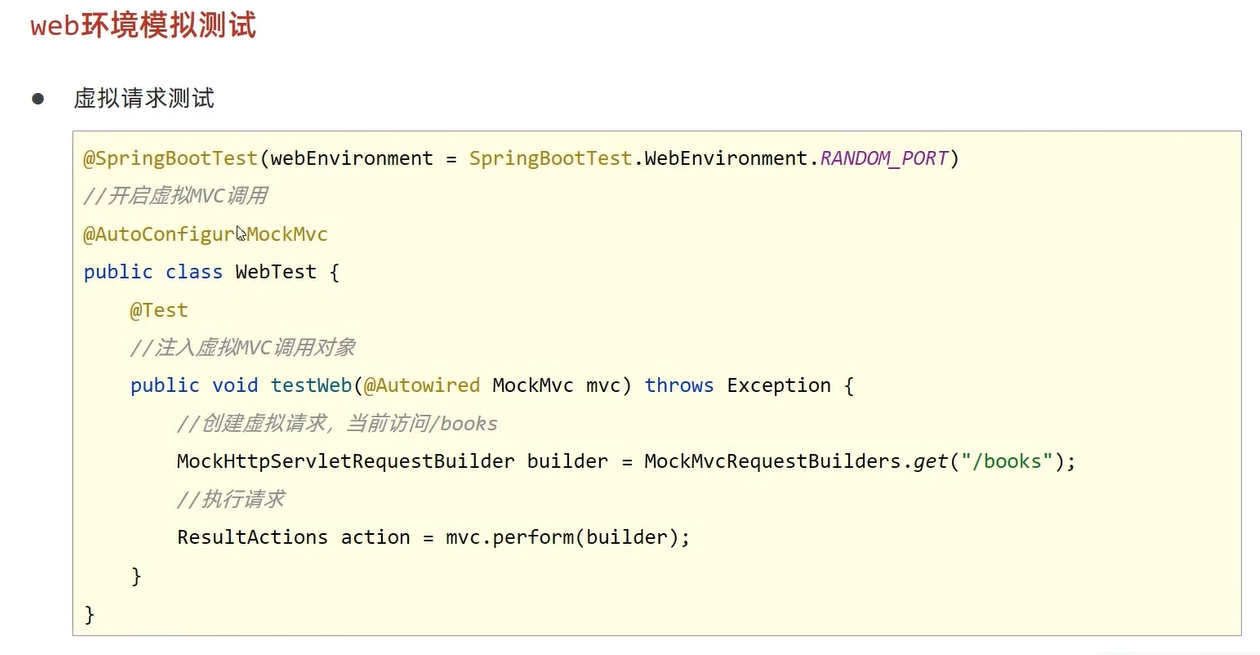 web环境模拟测试
● 虚拟请求测试
@SpringBootTest(webEnvironment = SpringBootTest.WebEnvironment.RANDOM_PORT)
//开启虚拟MVC调用
@AutoConfigureMockMvc
public class WebTest {
    @Test
    //注入虚拟MVC调用对象
    public void testWeb(@Autowired MockMvc mvc) throws Exception {
        //创建虚拟请求，当前访问/books
        MockHttpServletRequestBuilder builder = MockMvcRequestBuilders.get("/books");
        //执行请求
        ResultActions action = mvc.perform(builder);
    }
}